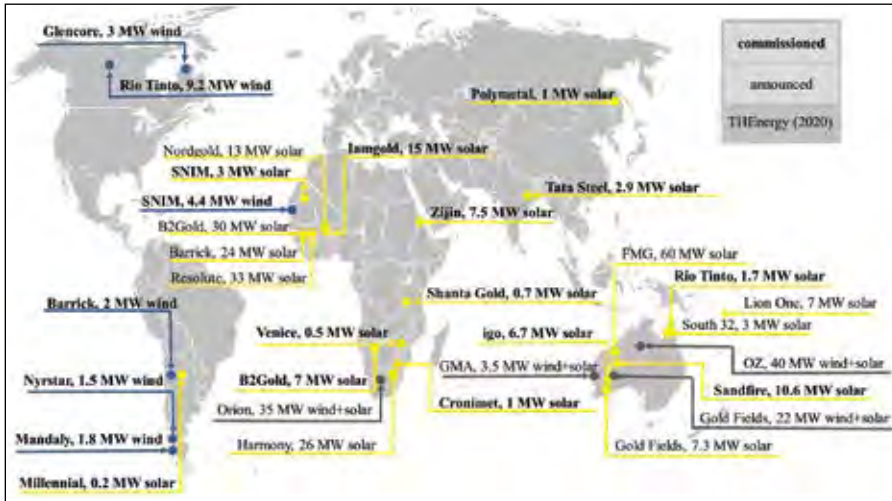 Glencore, 3 MW wind
Rio Tinto, 9.2 MW wind
commissioned
announced
THEnergy (2020)
Polymetal, 1 MW solar
Nordgold, 13 MW solar
Iamgold, 15 MW solar
SNIM, 3 MW solar
Tata Steel, 2.9 MW solar
SNIM, 4.4 MW wind
Zijin, 7.5 MW solar
B2Gold, 30 MW solar
Barrick, 24 MW solar
FMG, 60 MW solar
Resolute, 33 MW solar
Rio Tinto, 1.7 MW solar
Barrick, 2 MW wind
Shanta Gold, 0.7 MW solar
Lion One, 7 MW solar
Venice, 0.5 MW solar
igo, 6.7 MW solar
South 32, 3 MW solar
GMA, 3.5 MW wind+solar
OZ, 40 MW wind+solar
Nyrstar, 1.5 MW wind
B2Gold, 7 MW solar
Sandfire, 10.6 MW solar
Orion, 35 MW wind+solar
Cronimet, 1 MW solar
Gold Fields, 22 MW wind+solar
Mandaly, 1.8 MW wind
Harmony, 26 MW solar
Gold Fields, 7.3 MW solar
Millennial, 0.2 MW solar